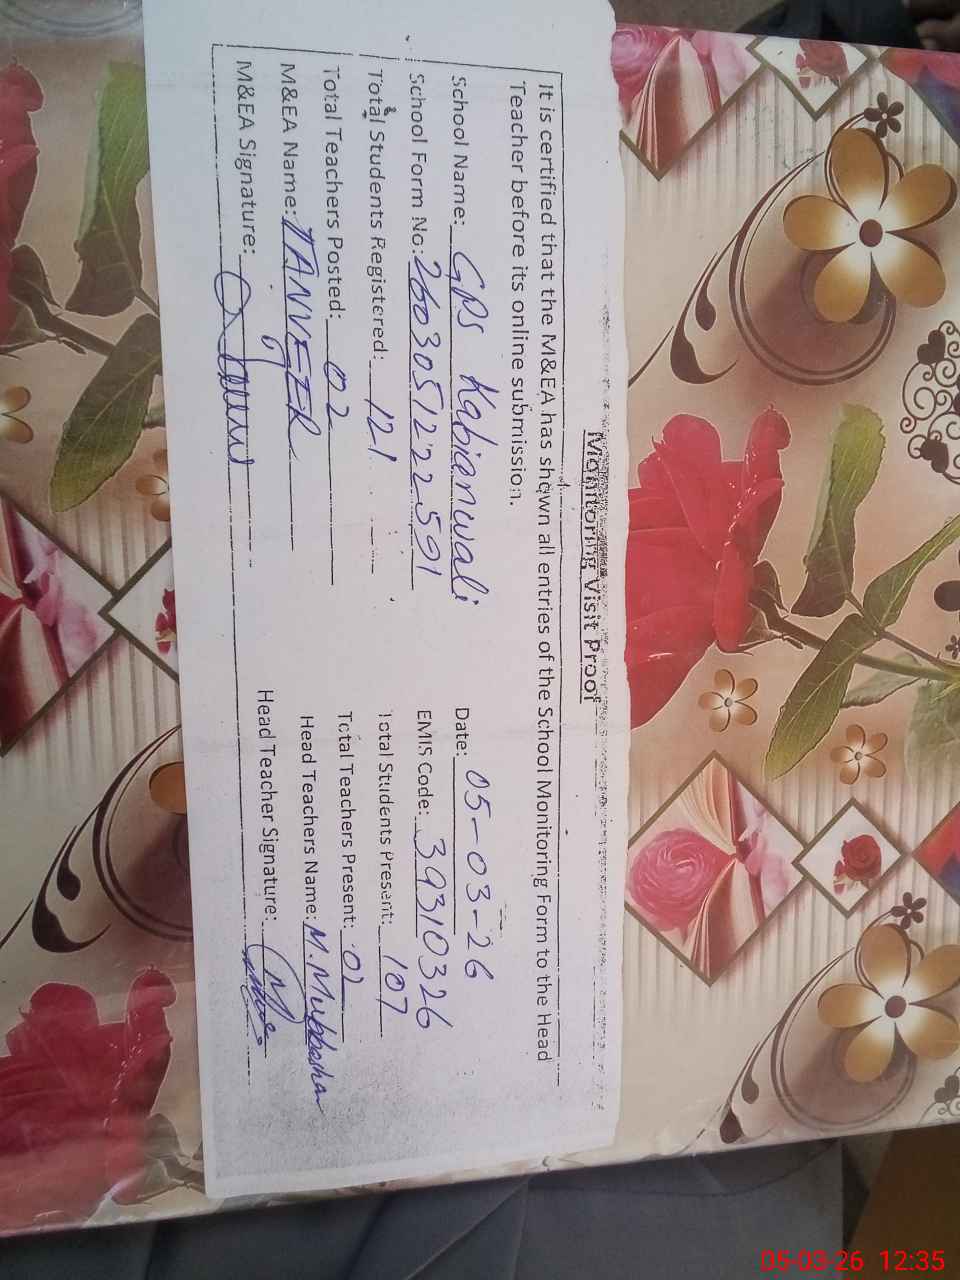 Monitoring Visit Proof
It is certified that the M&EA has shown all entries of the School Monitoring Form to the Head
Teacher before its online submission.
School Name: GPS Kabianwali Date: 05-03-26
School Form No.: 2603051222591 EMIS Code: 39310326
Total Students Registered: 121 Total Students Present: 107
Total Teachers Posted: 02 Total Teachers Present: 02
M&EA Name: TANVEER Head Teachers Name: M. Mubbashar
M&EA Signature: Head Teacher Signature:
05-03-26 12:35